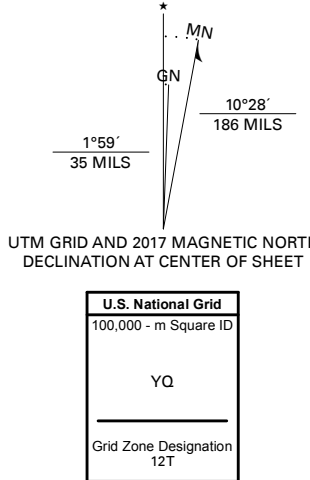 MN
GN
10°28´
186 MILS
1°59´
35 MILS
UTM GRID AND 2017 MAGNETIC NORTH
DECLINATION AT CENTER OF SHEET
U.S. National Grid
100,000 - m Square ID
YQ
Grid Zone Designation
12T